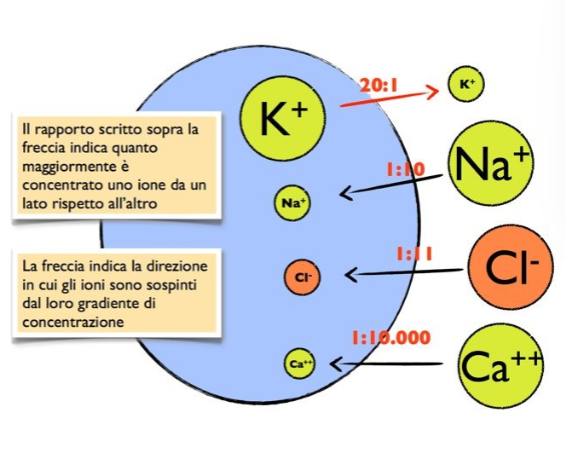 20:1
K+
K+
Il rapporto scritto sopra la
freccia indica quanto
maggiormente è
concentrato uno ione da un
lato rispetto all'altro
1:10
Na+
Na+
La freccia indica la direzione
in cui gli ioni sono sospinti
dal loro gradiente di
concentrazione
1:11
Cl-
Cl-
1:10.000
Ca++
Ca++